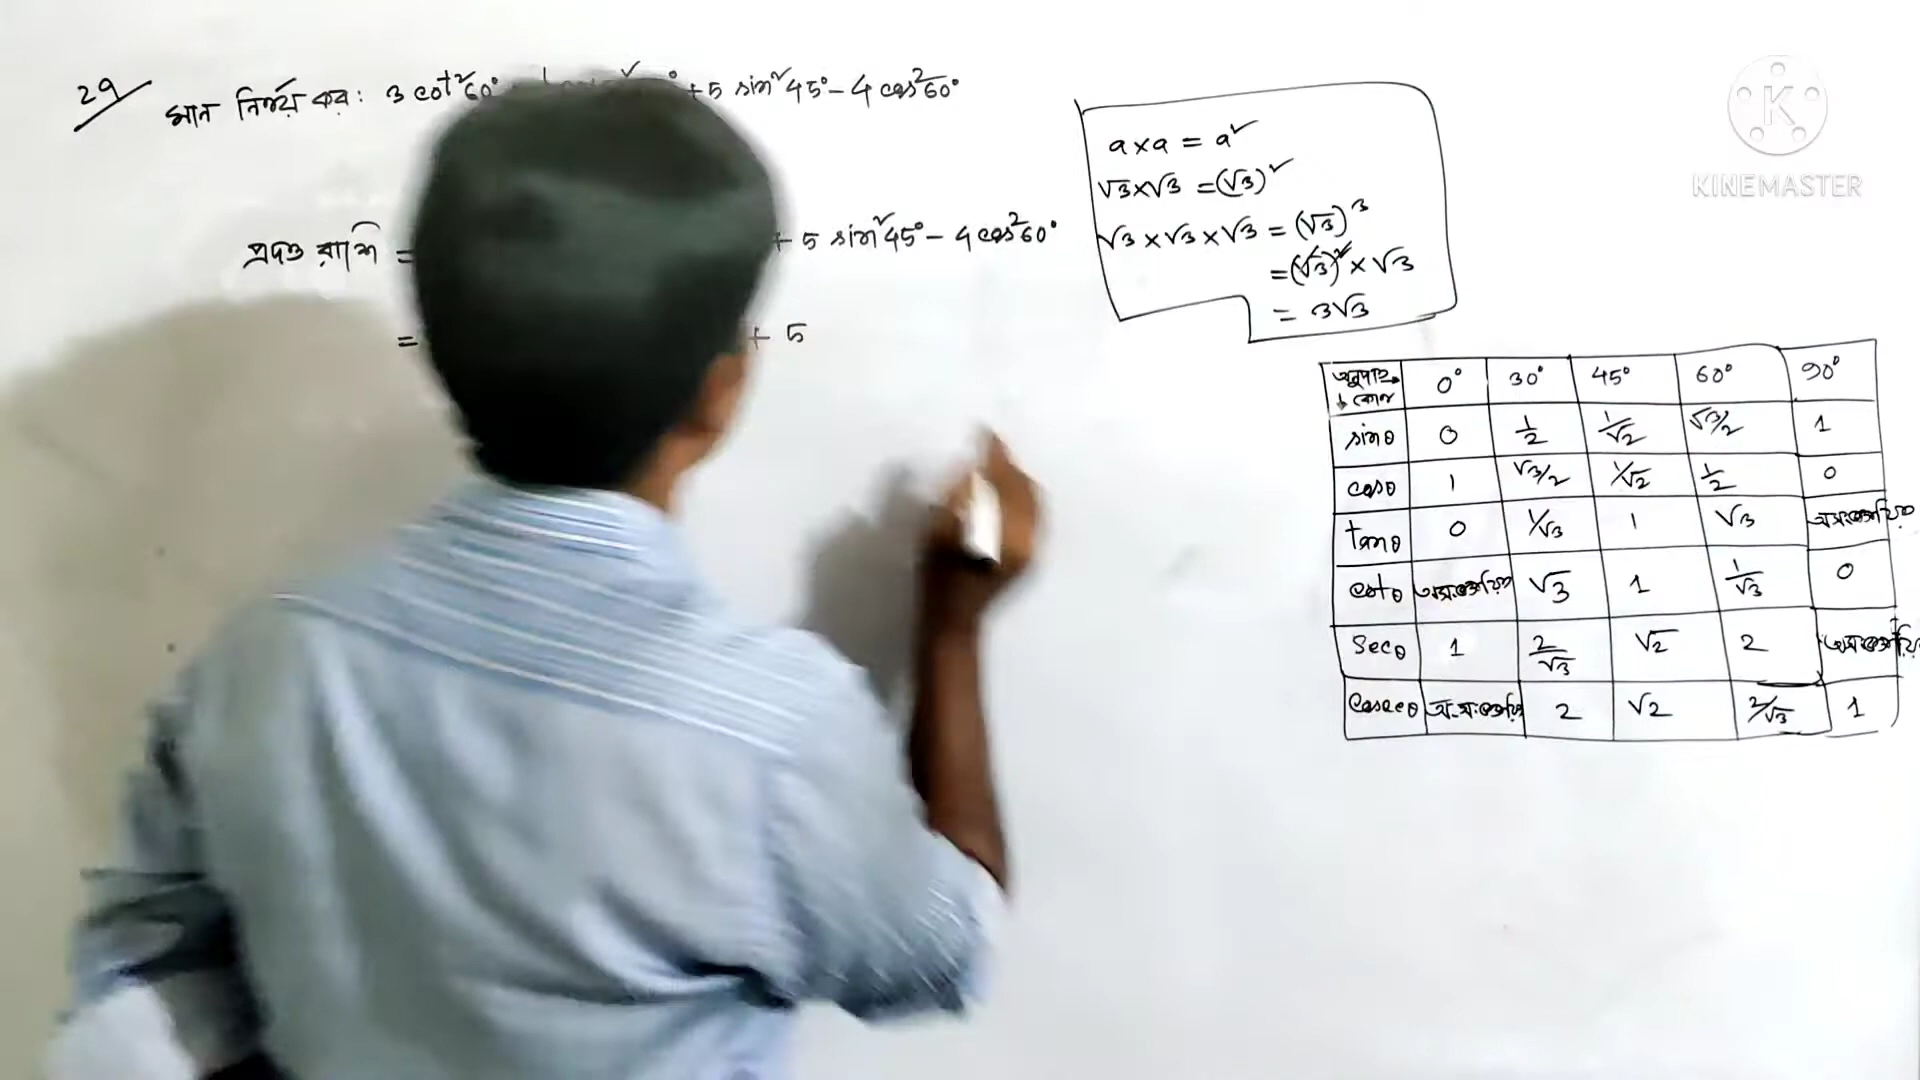 29
মান নির্ণয় কর: 3 cot²60° + 5 sin²45° - 4 cos²60°
প্রদত্ত রাশি = + 5 sin²45° - 4 cos²60°
= + 5
a×a = a²
√3×√3 = (√3)²
√3 × √3 × √3 = (√3)³
= (√3)² × √3
= 3√3
অনুপাত কোণ 0° 30° 45° 60° 90°
sinθ 0 1/2 1/√2 √3/2 1
cosθ 1 √3/2 1/√2 1/2 0
tanθ 0 1/√3 1 √3 অসংজ্ঞায়িত
cotθ অসংজ্ঞায়িত √3 1 1/√3 0
secθ 1 2/√3 √2 2 অসংজ্ঞায়িত
cosecθ অসংজ্ঞায়িত 2 √2 2/√3 1
K
KINEMASTER